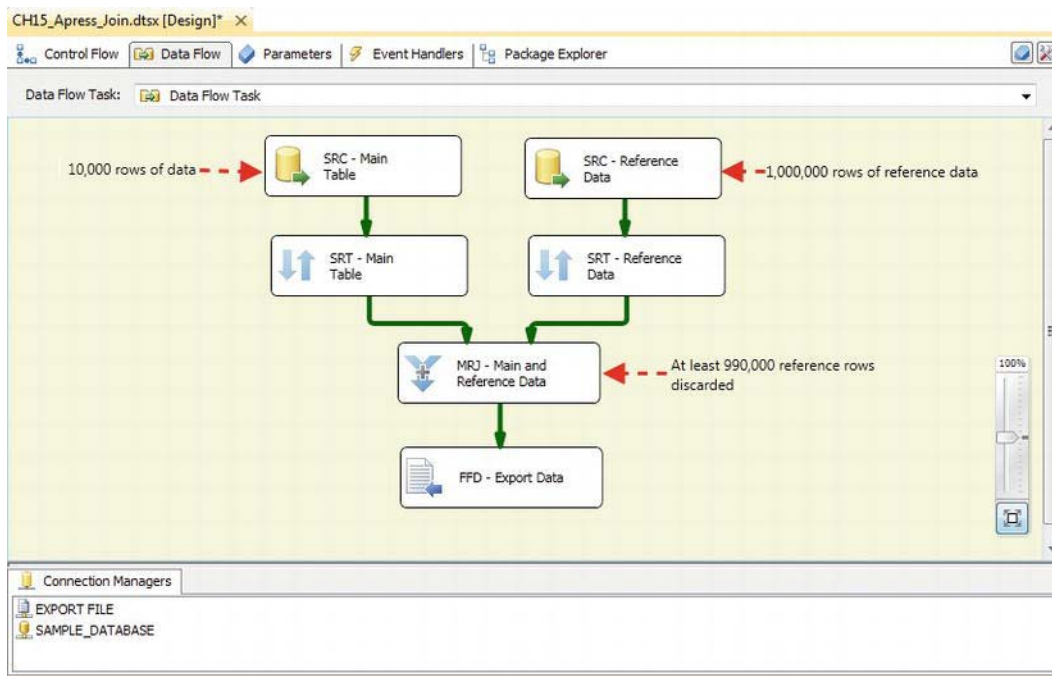 CH15_Apress_Join.dtsx [Design]*
Control Flow Data Flow Parameters Event Handlers Package Explorer
Data Flow Task: Data Flow Task
10,000 rows of data
SRC - Main
Table
SRC - Reference
Data
1,000,000 rows of reference data
SRT - Main
Table
SRT - Reference
Data
MRJ - Main and
Reference Data
At least 990,000 reference rows
discarded
100%
FFD - Export Data
Connection Managers
EXPORT FILE
SAMPLE_DATABASE